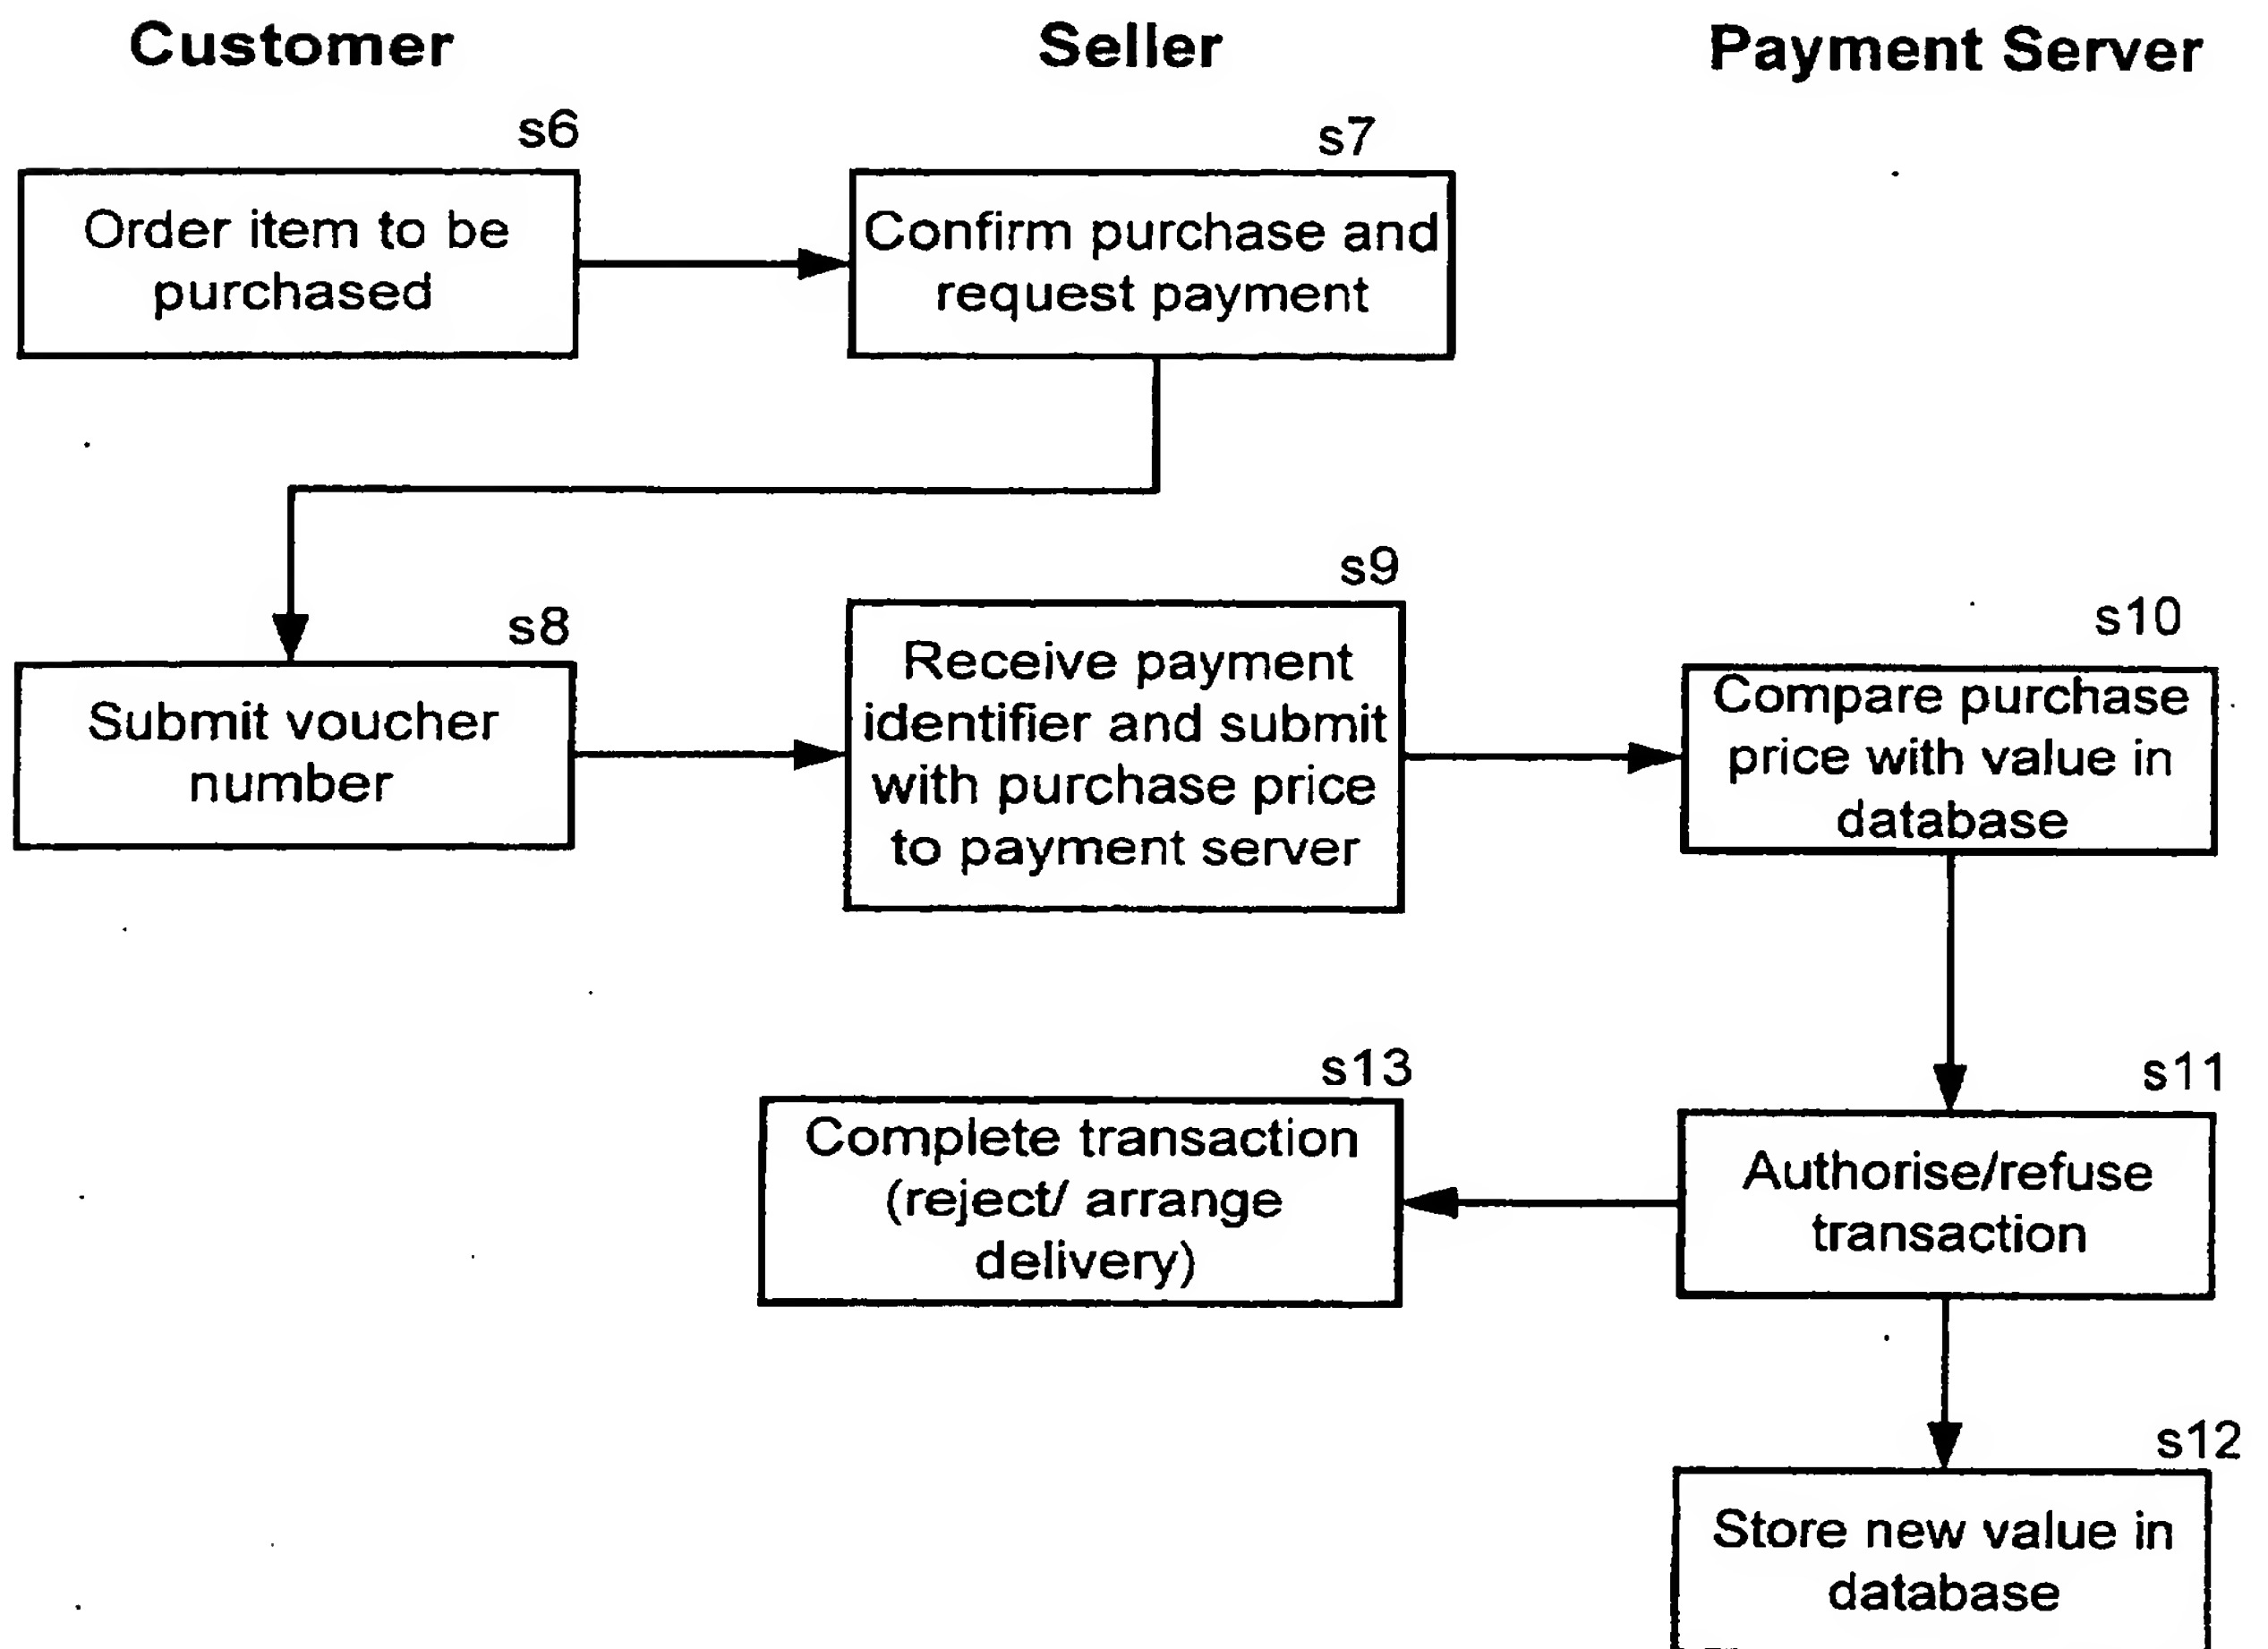 Customer
Seller
Payment Server
s6
Order item to be
purchased
s7
Confirm purchase and
request payment
s8
Submit voucher
number
s9
Receive payment
identifier and submit
with purchase price
to payment server
s10
Compare purchase
price with value in
database
s11
Authorise/refuse
transaction
s13
Complete transaction
(reject/ arrange
delivery)
s12
Store new value in
database